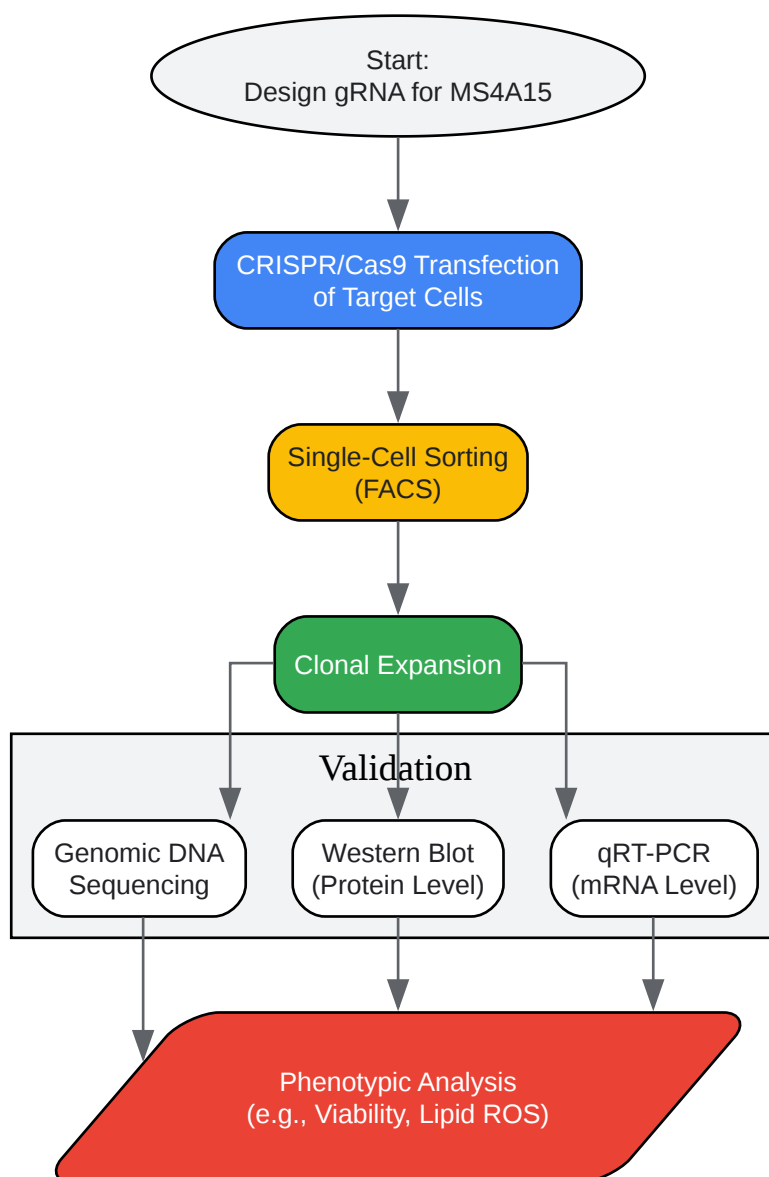 Start:
Design gRNA for MS4A15
CRISPR/Cas9 Transfection
of Target Cells
Single-Cell Sorting
(FACS)
Clonal Expansion
Validation
Genomic DNA
Sequencing
Western Blot
(Protein Level)
qRT-PCR
(mRNA Level)
Phenotypic Analysis
(e.g., Viability, Lipid ROS)